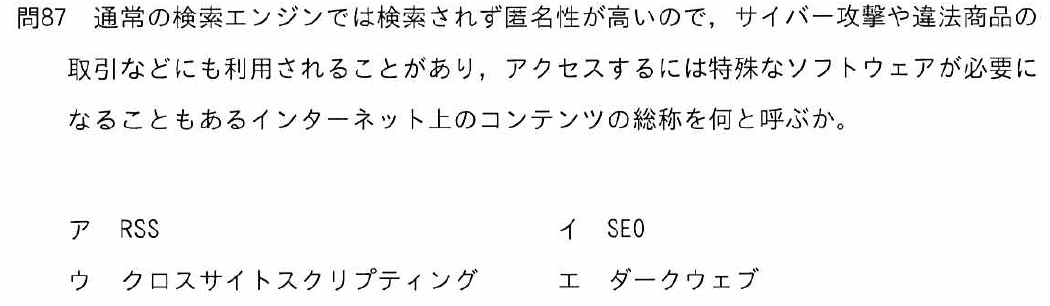 問87　通常の検索エンジンでは検索されず匿名性が高いので，サイバー攻撃や違法商品の
取引などにも利用されることがあり，アクセスするには特殊なソフトウェアが必要に
なることもあるインターネット上のコンテンツの総称を何と呼ぶか。
ア　RSS　イ　SEO
ウ　クロスサイトスクリプティング　エ　ダークウェブ